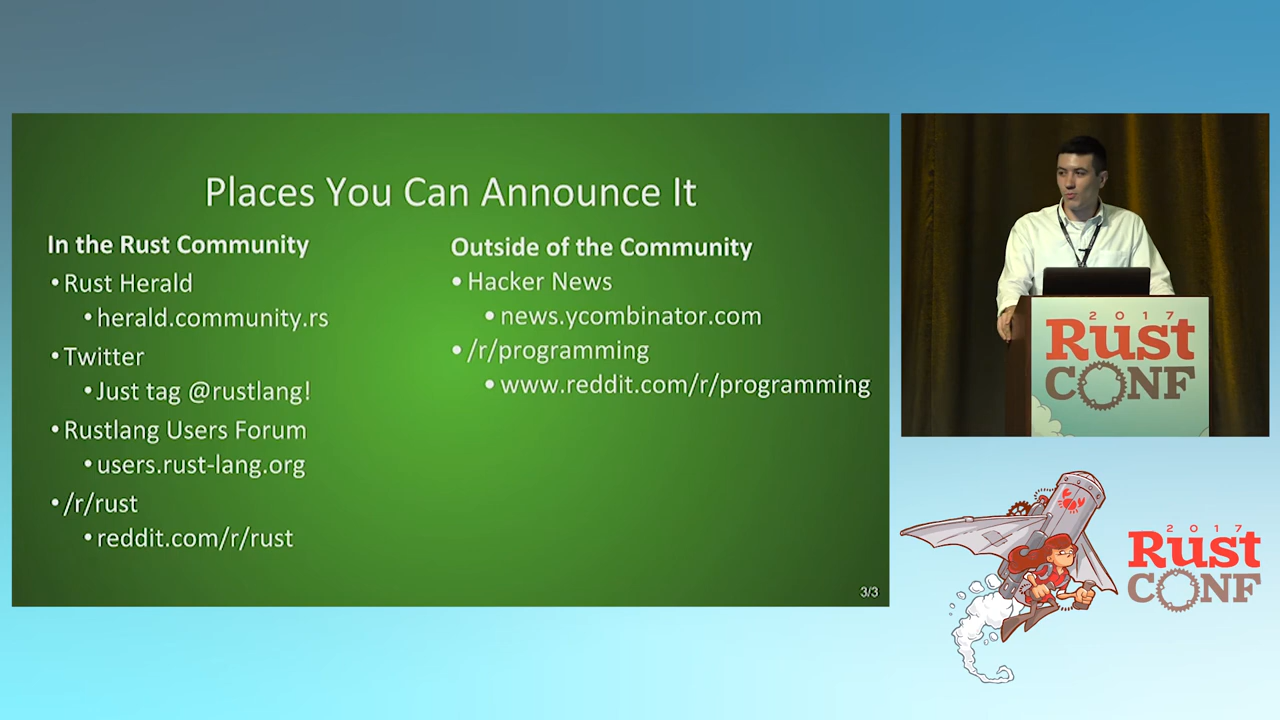 Places You Can Announce It
In the Rust Community
•Rust Herald
•herald.community.rs
•Twitter
•Just tag @rustlang!
•Rustlang Users Forum
•users.rust-lang.org
•/r/rust
•reddit.com/r/rust
Outside of the Community
•Hacker News
•news.ycombinator.com
•/r/programming
•www.reddit.com/r/programming
3/3
2017
Rust
CONF
2017
Rust
CONF